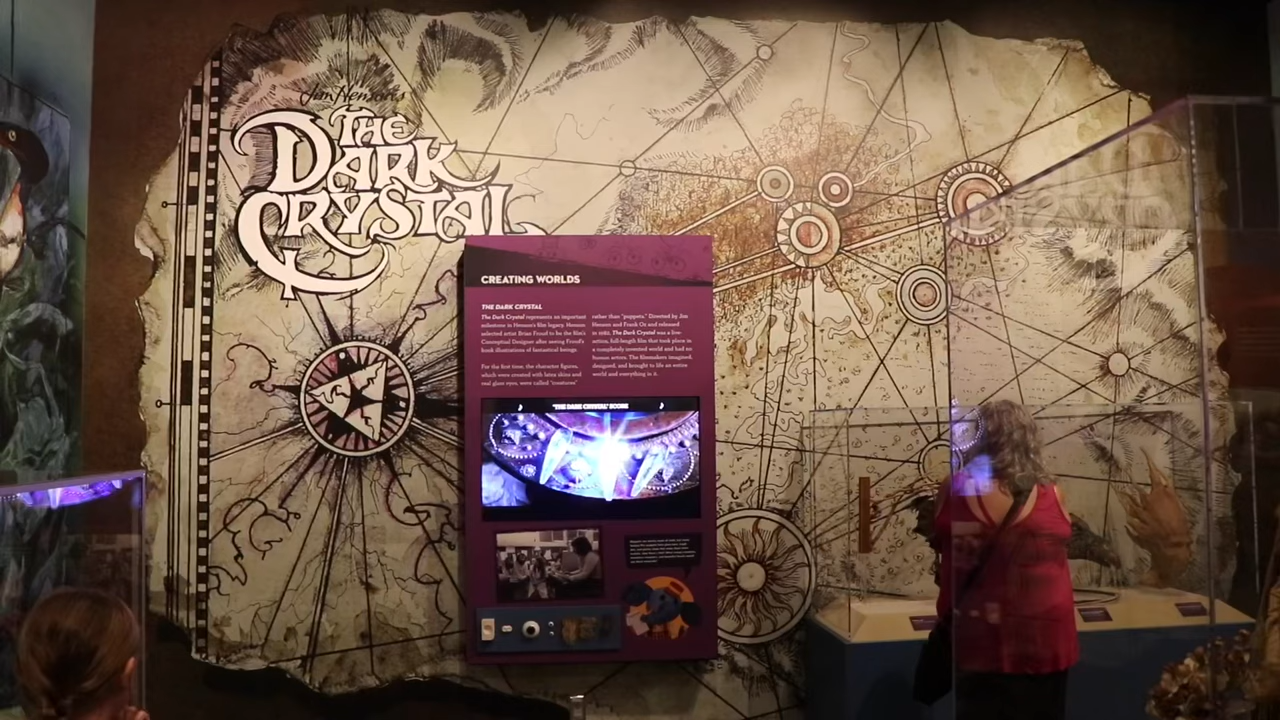 Jim Henson's
THE
DARK
CRYSTAL
CREATING WORLDS
THE DARK CRYSTAL
The Dark Crystal represents an important
milestone in Henson's film legacy. Henson
selected artist Brian Froud to be the film's
Conceptual Designer after seeing Froud's
book illustrations of fantastical beings.
For the first time, the character figures,
which were created with latex skins and
real glass eyes, were called "creatures"
rather than "puppets." Directed by Jim
Henson and Frank Oz and released
in 1982, The Dark Crystal was a live-
action, full-length film that took place in
a completely invented world and had no
human actors. The filmmakers imagined,
designed, and brought to life an entire
world and everything in it.
"THE DARK CRYSTAL" SCORE